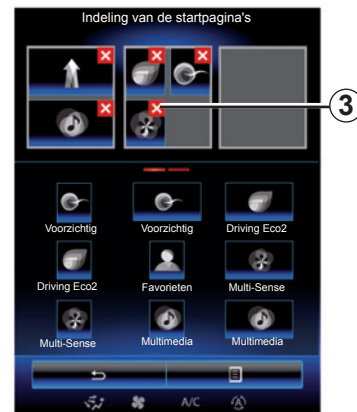 Indeling van de startpagina's
3
Voorzichtig Voorzichtig Driving Eco2
Driving Eco2 Favorieten Multi-Sense
Multi-Sense Multimedia Multimedia
A/C